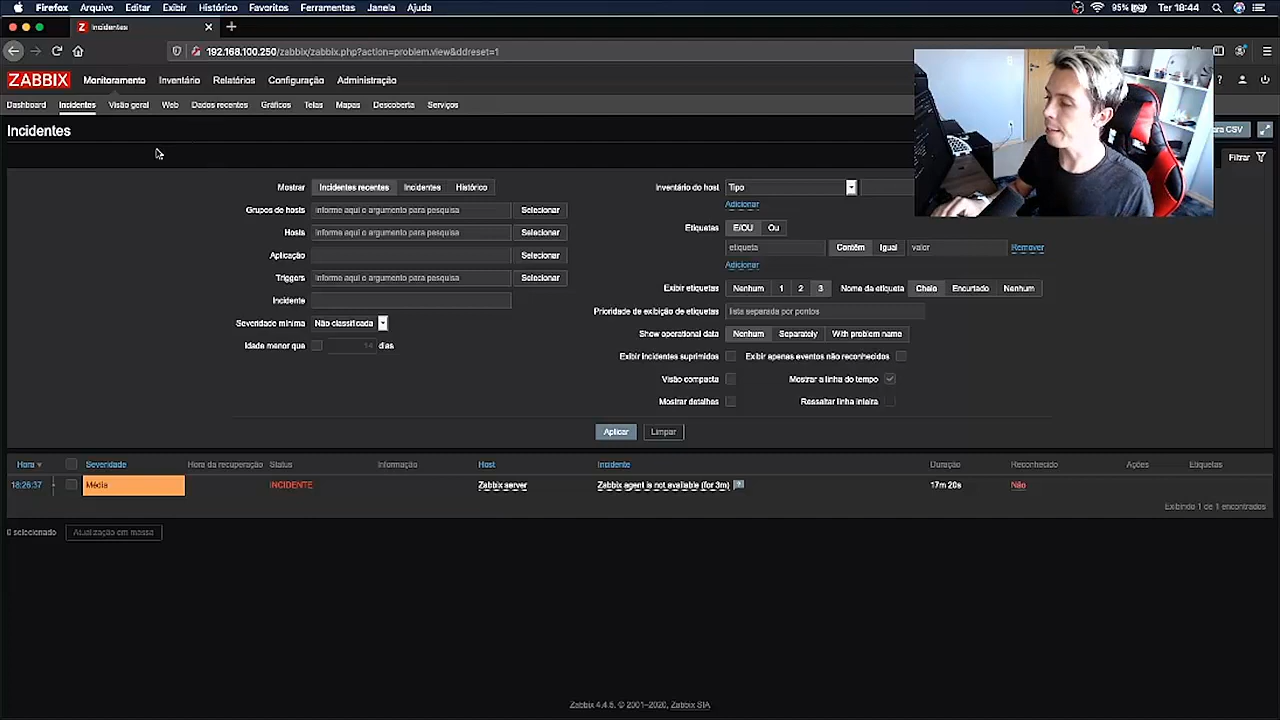 Firefox Arquivo Editar Exibir Histórico Favoritos Ferramentas Janela Ajuda 95% Ter 18:44
Z Incidentes
192.168.100.250/zabbix/zabbix.php?action=problem.view&ddreset=1
ZABBIX Monitoramento Inventário Relatórios Configuração Administração ?
Dashboard Incidentes Visão geral Web Dados recentes Gráficos Telas Mapas Descoberta Serviços
Incidentes
CSV
Filtrar
Mostrar Incidentes recentes Incidentes Histórico Inventário do host Tipo
Adicionar
Grupos de hosts informe aqui o argumento para pesquisa Selecionar
Etiquetas E/OU Ou
Hosts informe aqui o argumento para pesquisa Selecionar
etiqueta Contém Igual valor Remover
Aplicação Selecionar
Adicionar
Triggers informe aqui o argumento para pesquisa Selecionar
Exibir etiquetas Nenhum 1 2 3 Nome da etiqueta Cheio Encurtado Nenhum
Incidente
Prioridade de exibição de etiquetas lista separada por pontos
Severidade mínima Não classificada
Show operational data Nenhum Separately With problem name
Idade menor que 14 dias
Exibir incidentes suprimidos Exibir apenas eventos não reconhecidos
Visão compacta Mostrar a linha do tempo
Mostrar detalhes Ressaltar linha inteira
Aplicar Limpar
Hora Severidade Hora da recuperação Status Informação Host Incidente Duração Reconhecido Ações Etiquetas
18:26:37 Média INCIDENTE Zabbix server Zabbix agent is not available (for 3m) ? 17m 20s Não
Exibindo 1 de 1 encontrados
0 selecionado Atualização em massa
Zabbix 4.4.5. © 2001–2020, Zabbix SIA